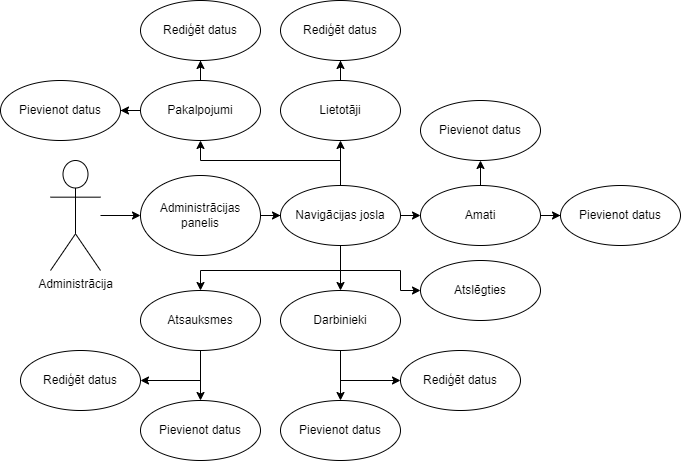 Rediģēt datus
Rediģēt datus
Pievienot datus
Pakalpojumi
Lietotāji
Pievienot datus
Administrācijas
panelis
Navigācijas josla
Amati
Pievienot datus
Administrācija
Atslēgties
Atsauksmes
Darbinieki
Rediģēt datus
Rediģēt datus
Pievienot datus
Pievienot datus